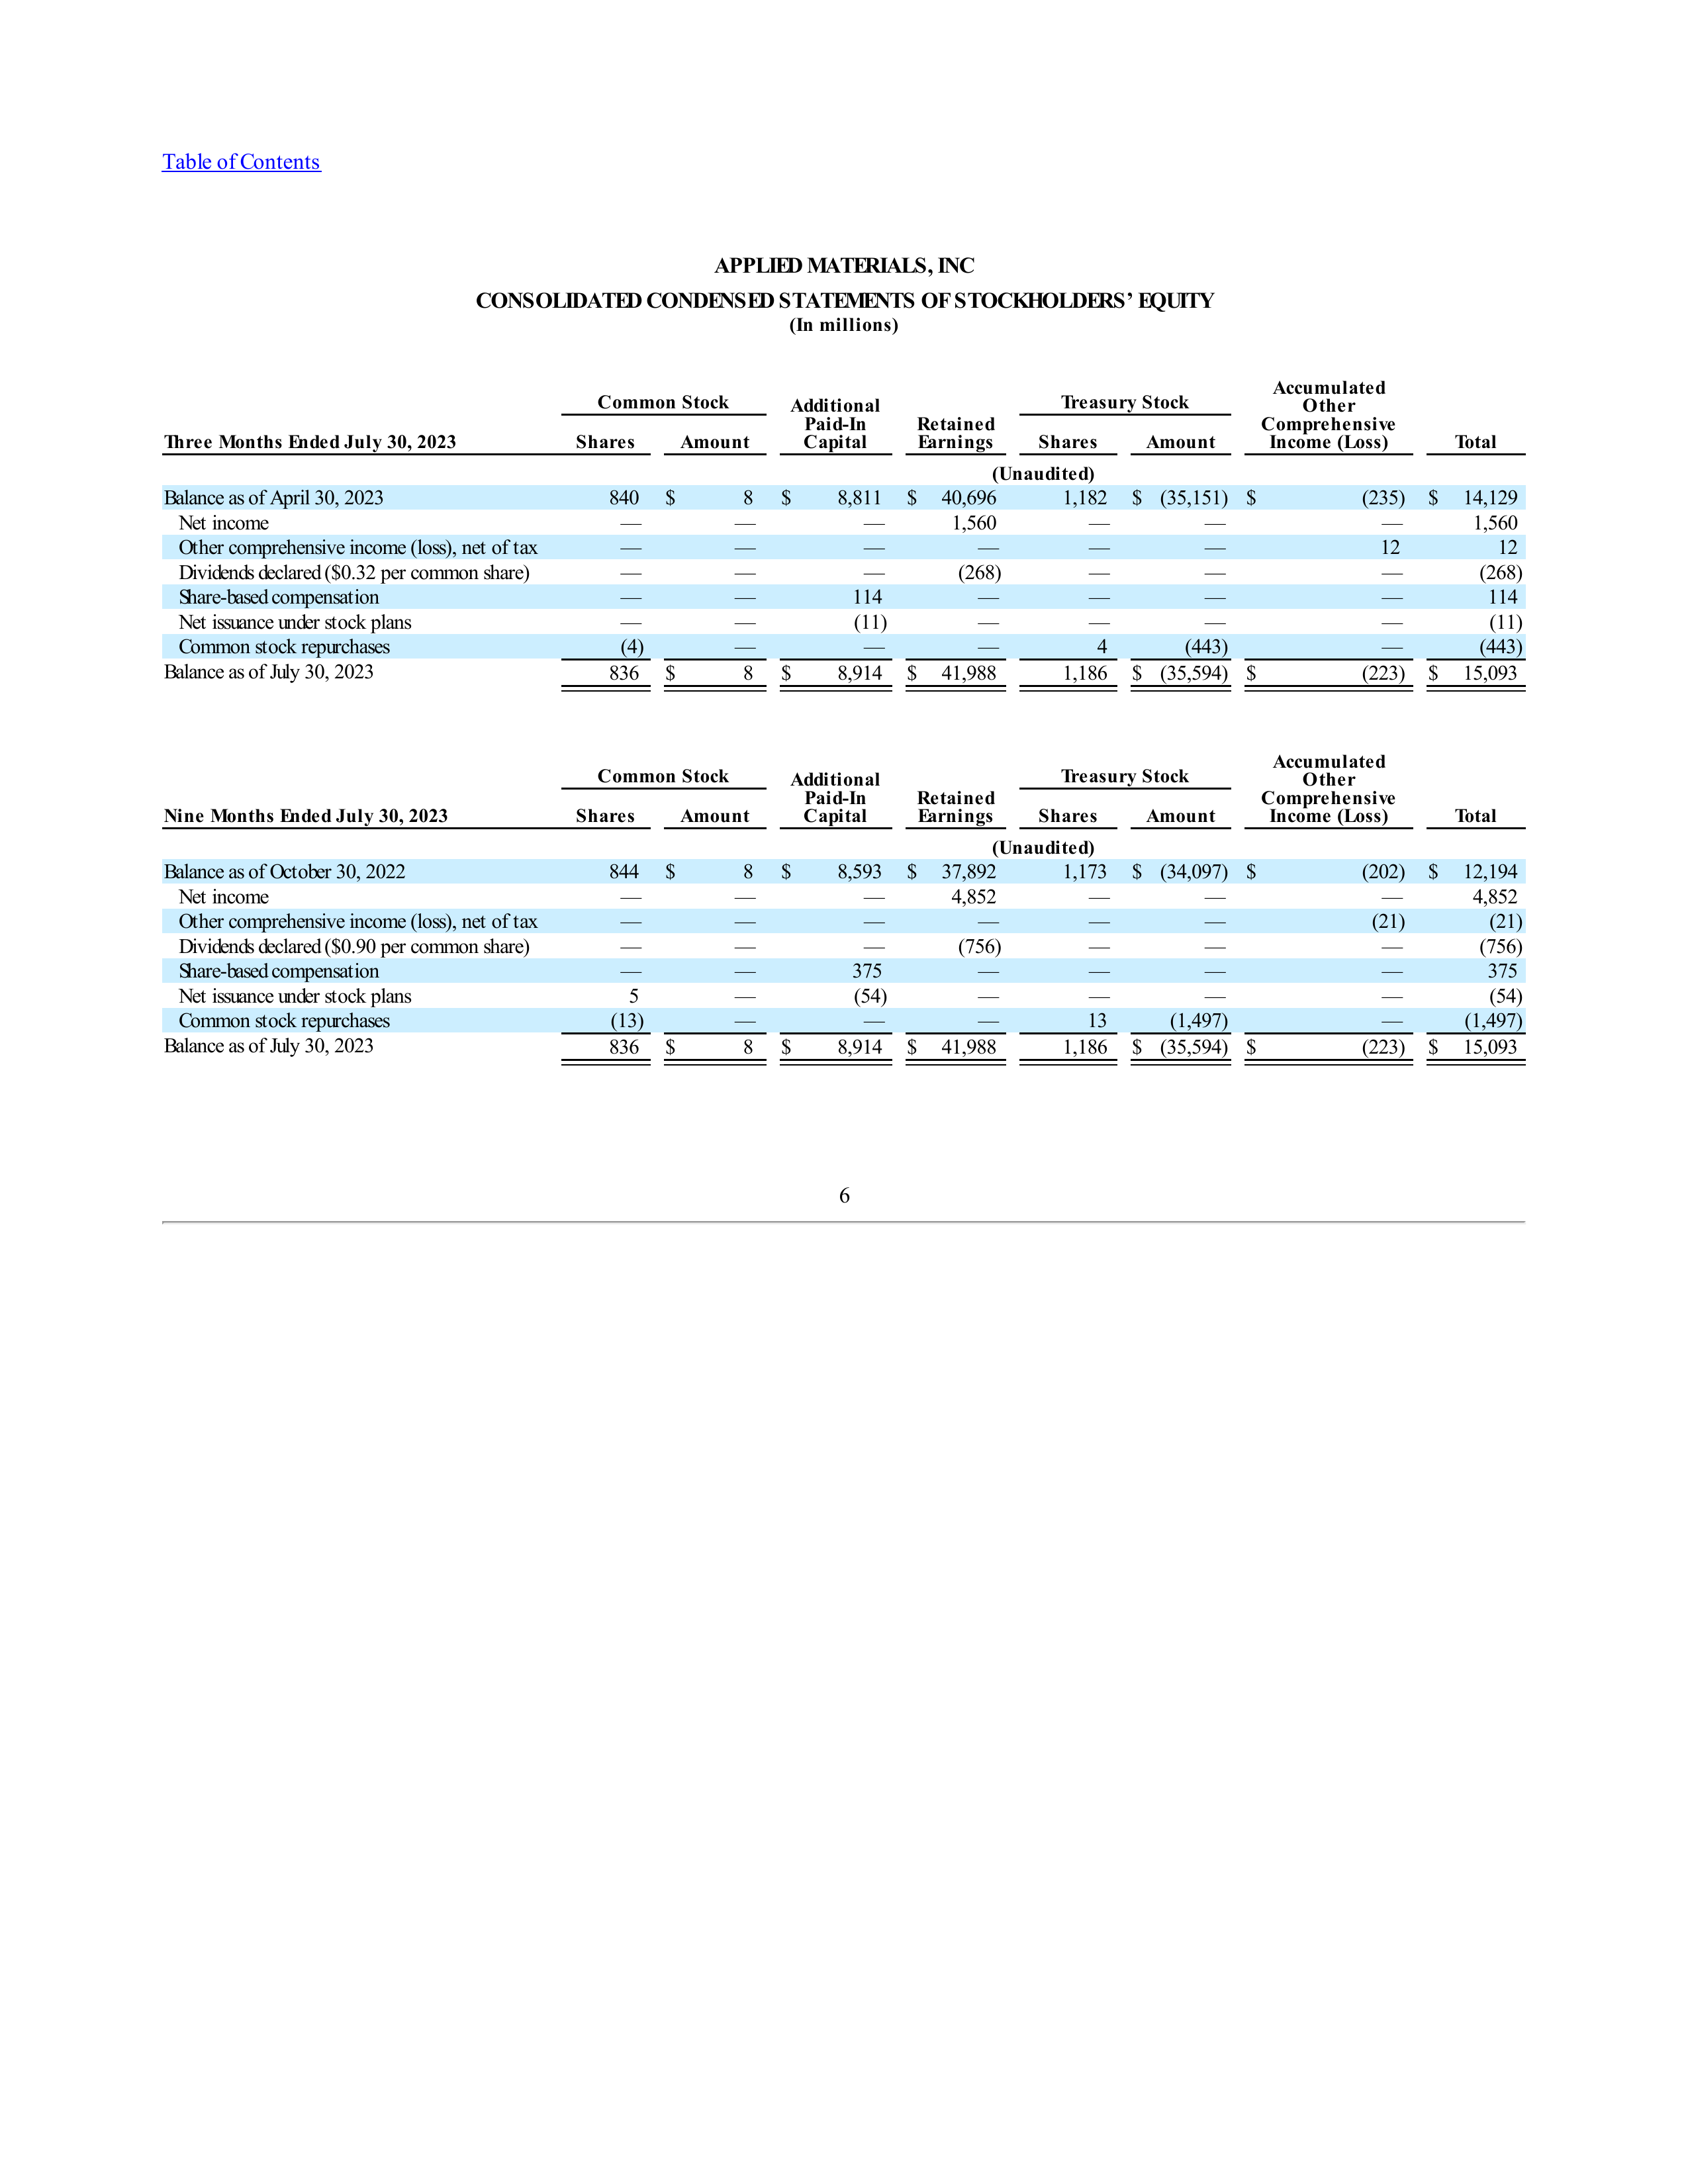 Table of Contents
APPLIED MATERIALS, INC
CONSOLIDATED CONDENSED STATEMENTS OF STOCKHOLDERS' EQUITY
(In millions)
Three Months Ended July 30, 2023 Common Stock Shares Amount Additional Paid-In Capital Retained Earnings Treasury Stock Shares Amount Accumulated Other Comprehensive Income (Loss) Total
(Unaudited)
Balance as of April 30, 2023 840 $ 8 $ 8,811 $ 40,696 1,182 $ (35,151) $ (235) $ 14,129
Net income — — — 1,560 — — — 1,560
Other comprehensive income (loss), net of tax — — — — — — 12 12
Dividends declared ($0.32 per common share) — — — (268) — — — (268)
Share-based compensation — — 114 — — — — 114
Net issuance under stock plans — — (11) — — — — (11)
Common stock repurchases (4) — — — 4 (443) — (443)
Balance as of July 30, 2023 836 $ 8 $ 8,914 $ 41,988 1,186 $ (35,594) $ (223) $ 15,093
Nine Months Ended July 30, 2023 Common Stock Shares Amount Additional Paid-In Capital Retained Earnings Treasury Stock Shares Amount Accumulated Other Comprehensive Income (Loss) Total
(Unaudited)
Balance as of October 30, 2022 844 $ 8 $ 8,593 $ 37,892 1,173 $ (34,097) $ (202) $ 12,194
Net income — — — 4,852 — — — 4,852
Other comprehensive income (loss), net of tax — — — — — — (21) (21)
Dividends declared ($0.90 per common share) — — — (756) — — — (756)
Share-based compensation — — 375 — — — — 375
Net issuance under stock plans 5 — (54) — — — — (54)
Common stock repurchases (13) — — — 13 (1,497) — (1,497)
Balance as of July 30, 2023 836 $ 8 $ 8,914 $ 41,988 1,186 $ (35,594) $ (223) $ 15,093
6